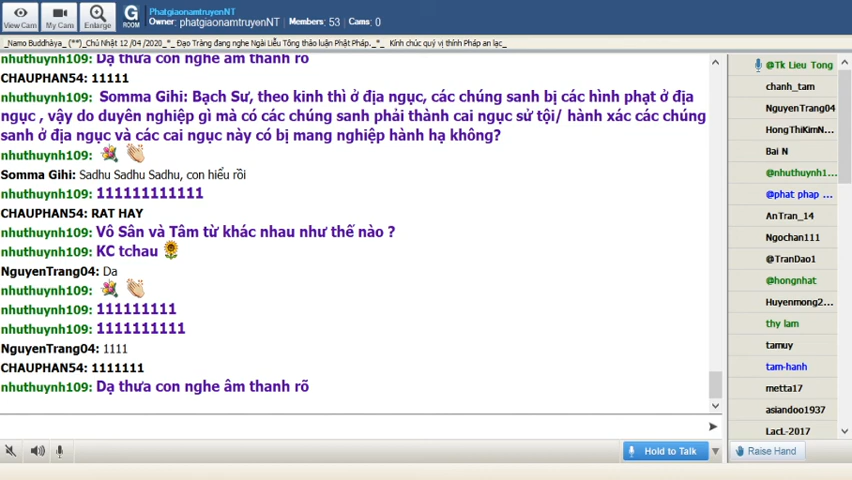 View Cam
My Cam
Enlarge
G
ROOM
PhatgiaonamtruyenNT
Owner: phatgiaonamtruyenNT Members: 53 Cams: 0
_Namo Buddhàya_ (**)_Chủ Nhật 12 /04 /2020_*_ Đạo Tràng đang nghe Ngài Liễu Tông thảo luận Phật Pháp._*_ Kính chúc quý vị thính Pháp an lạc_
nhuthuynh109: Dạ thưa con nghe âm thanh rõ
CHAUPHAN54: 11111
nhuthuynh109: Somma Gihi: Bạch Sư, theo kinh thì ở địa ngục, các chúng sanh bị các hình phạt ở địa
ngục , vậy do duyên nghiệp gì mà có các chúng sanh phải thành cai ngục sử tội/ hành xác các chúng
sanh ở địa ngục và các cai ngục này có bị mang nghiệp hành hạ không?
nhuthuynh109:
Somma Gihi: Sadhu Sadhu Sadhu, con hiểu rồi
nhuthuynh109: 111111111111
CHAUPHAN54: RAT HAY
nhuthuynh109: Vô Sân và Tâm từ khác nhau như thế nào ?
nhuthuynh109: KC tchau
NguyenTrang04: Da
nhuthuynh109:
nhuthuynh109: 111111111
nhuthuynh109: 1111111111
NguyenTrang04: 1111
CHAUPHAN54: 1111111
nhuthuynh109: Dạ thưa con nghe âm thanh rõ
Hold to Talk
@Tk Lieu Tong
chanh_tam
NguyenTrang04
HongThiKimN...
Bai N
@nhuthuynh1...
@phat phap ...
AnTran_14
Ngochan111
@TranDao1
@hongnhat
Huyenmong2...
thy lam
tamuy
tam-hanh
metta17
asiandoo1937
LacL-2017
Raise Hand